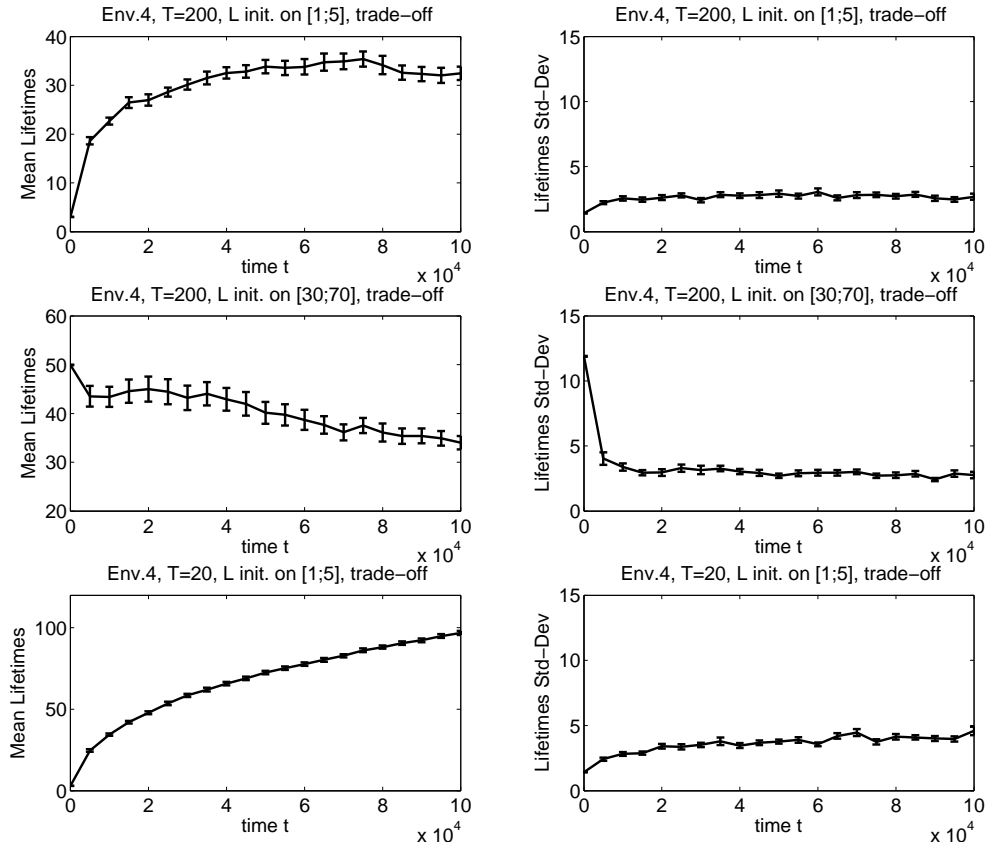 Env.4, T=200, L init. on [1;5], trade−off
Mean Lifetimes
40
30
20
10
0
0 2 4 6 8 10
time t
x 10^4
Env.4, T=200, L init. on [1;5], trade−off
Lifetimes Std−Dev
15
10
5
0
0 2 4 6 8 10
time t
x 10^4
Env.4, T=200, L init. on [30;70], trade−off
Mean Lifetimes
60
50
40
30
20
0 2 4 6 8 10
time t
x 10^4
Env.4, T=200, L init. on [30;70], trade−off
Lifetimes Std−Dev
15
10
5
0
0 2 4 6 8 10
time t
x 10^4
Env.4, T=20, L init. on [1;5], trade−off
Mean Lifetimes
100
50
0
0 2 4 6 8 10
time t
x 10^4
Env.4, T=20, L init. on [1;5], trade−off
Lifetimes Std−Dev
15
10
5
0
0 2 4 6 8 10
time t
x 10^4